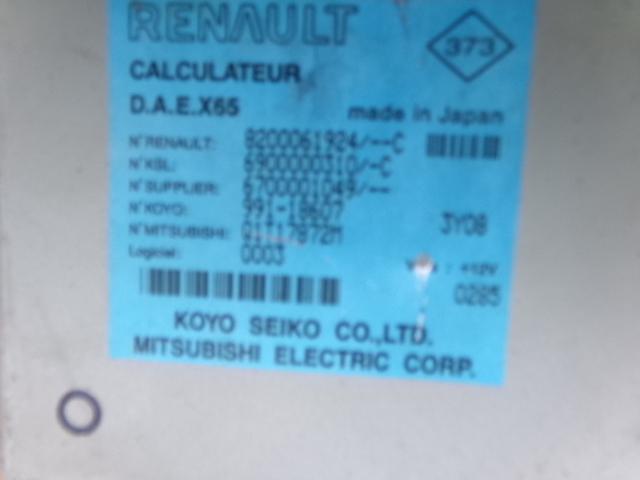 RENAULT
373
CALCULATEUR
D.A.E.X65
made in Japan
N°RENAULT: 8200061924/--C
N°KSL: 6900000310/-C
N°SUPPLIER: 6700001049/--
N°KOYO: 991-18607
3Y08
N°MITSUBISHI: 17872M
Logiciel: 0003
: +12V
0285
KOYO SEIKO CO.,LTD.
MITSUBISHI ELECTRIC CORP.